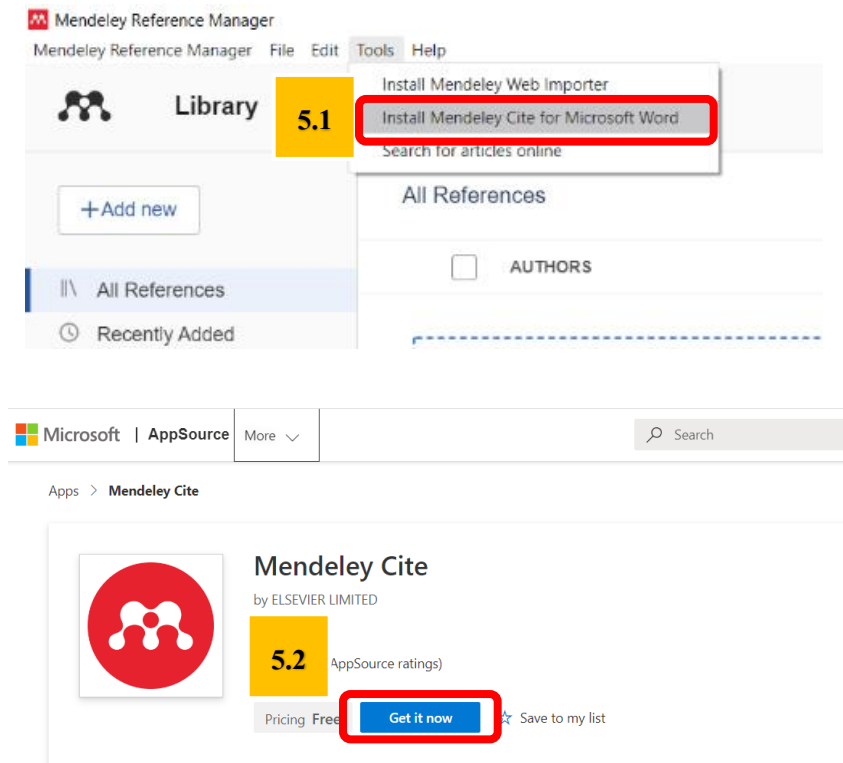 Mendeley Reference Manager
Mendeley Reference Manager File Edit Tools Help
Install Mendeley Web Importer
Library
5.1
Install Mendeley Cite for Microsoft Word
Search for articles online
+Add new
All References
AUTHORS
All References
Recently Added
Microsoft | AppSource More
Search
Apps > Mendeley Cite
Mendeley Cite
by ELSEVIER LIMITED
5.2
AppSource ratings)
Pricing Free
Get it now
Save to my list